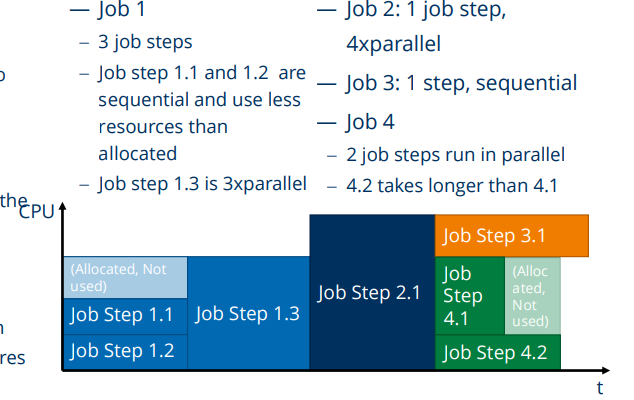 — Job 1
– 3 job steps
– Job step 1.1 and 1.2 are
sequential and use less
resources than
allocated
– Job step 1.3 is 3xparallel
— Job 2: 1 job step,
4xparallel
— Job 3: 1 step, sequential
— Job 4
– 2 job steps run in parallel
– 4.2 takes longer than 4.1
the
res
CPU
(Allocated, Not
used)
Job Step 1.1
Job Step 1.2
Job Step 1.3
Job Step 2.1
Job Step 3.1
Job
Step
4.1
(Alloc
ated,
Not
used)
Job Step 4.2
t